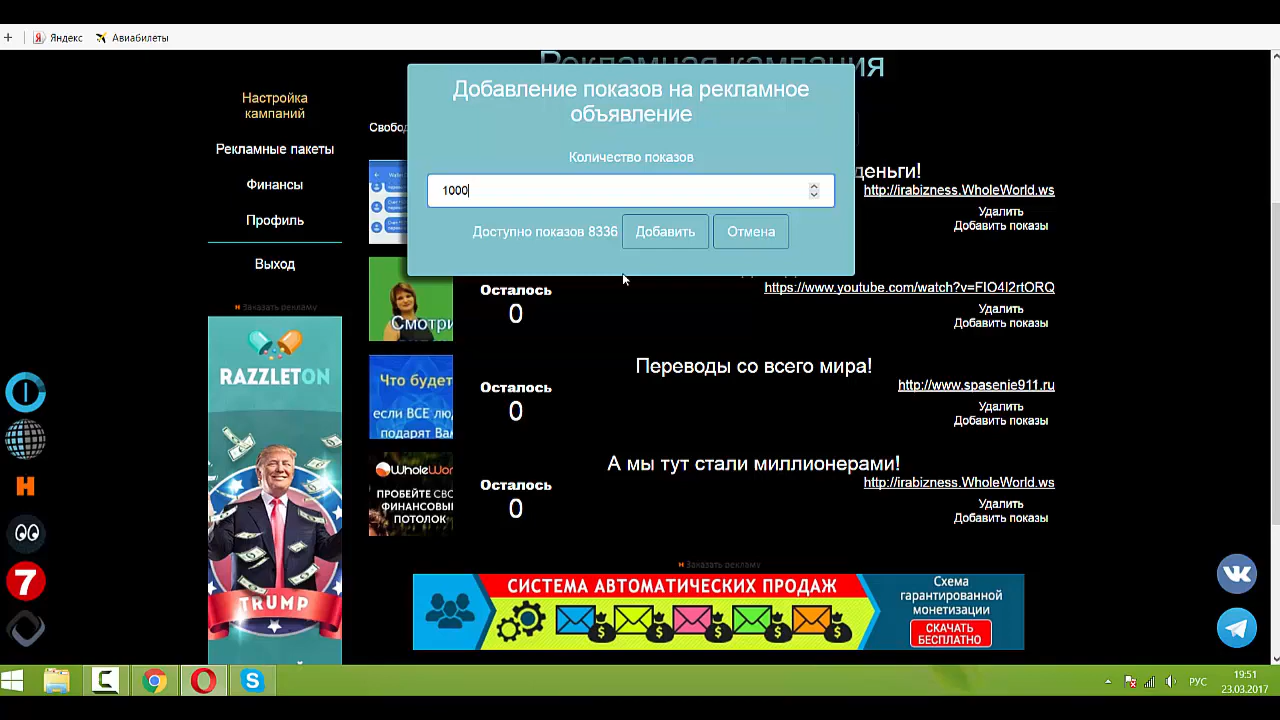 Яндекс
Авиабилеты
Рекламная кампания
Добавление показов на рекламное
объявление
Количество показов
1000
Доступно показов 8336
Добавить
Отмена
Настройка
кампаний
Рекламные пакеты
Финансы
Профиль
Выход
Заказать рекламу
RAZZLETON
TRUMP
деньги!
http://irabizness.WholeWorld.ws
Удалить
Добавить показы
Смотри
Осталось
0
https://www.youtube.com/watch?v=FIO4I2rtORQ
Удалить
Добавить показы
Что будет
если ВСЕ лю
подарят Ва
Осталось
0
Переводы со всего мира!
http://www.spasenie911.ru
Удалить
Добавить показы
WholeWor
ПРОБЕЙТЕ СВО
ФИНАНСОВЫ
ПОТОЛОК
Осталось
0
А мы тут стали миллионерами!
http://irabizness.WholeWorld.ws
Удалить
Добавить показы
Заказать рекламу
СИСТЕМА АВТОМАТИЧЕСКИХ ПРОДАЖ
Схема
гарантированной
монетизации
СКАЧАТЬ
БЕСПЛАТНО
РУС
19:51
23.03.2017